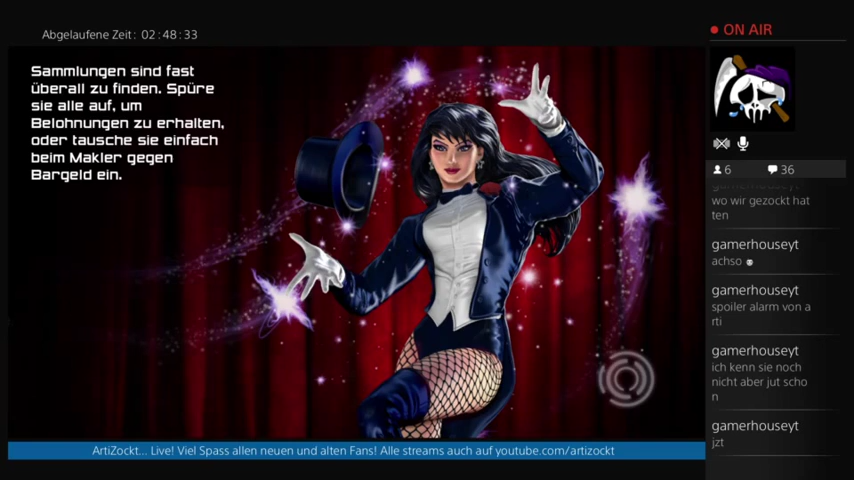 Abgelaufene Zeit: 02:48:33
ON AIR
Sammlungen sind fast
überall zu finden. Spüre
sie alle auf, um
Belohnungen zu erhalten,
oder tausche sie einfach
beim Makler gegen
Bargeld ein.
6 36
gamerhouseyt
wo wir gezockt hat
ten
gamerhouseyt
achso
gamerhouseyt
spoiler alarm von a
rti
gamerhouseyt
ich kenn sie noch
nicht aber jut scho
n
gamerhouseyt
jzt
ArtiZockt... Live! Viel Spass allen neuen und alten Fans! Alle streams auch auf youtube.com/artizockt